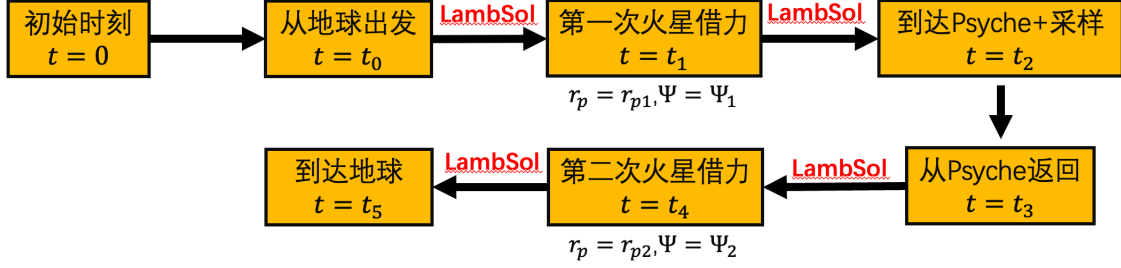 初始时刻
t = 0
从地球出发
t = t₀
LambSol
第一次火星借力
t = t₁
rₚ = rₚ₁,Ψ = Ψ₁
LambSol
到达Psyche+采样
t = t₂
从Psyche返回
t = t₃
LambSol
第二次火星借力
t = t₄
rₚ = rₚ₂,Ψ = Ψ₂
LambSol
到达地球
t = t₅